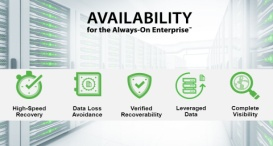 AVAILABILITY
for the Always-On Enterprise™
High-Speed
Recovery
Data Loss
Avoidance
Verified
Recoverability
Leveraged
Data
Complete
Visibility